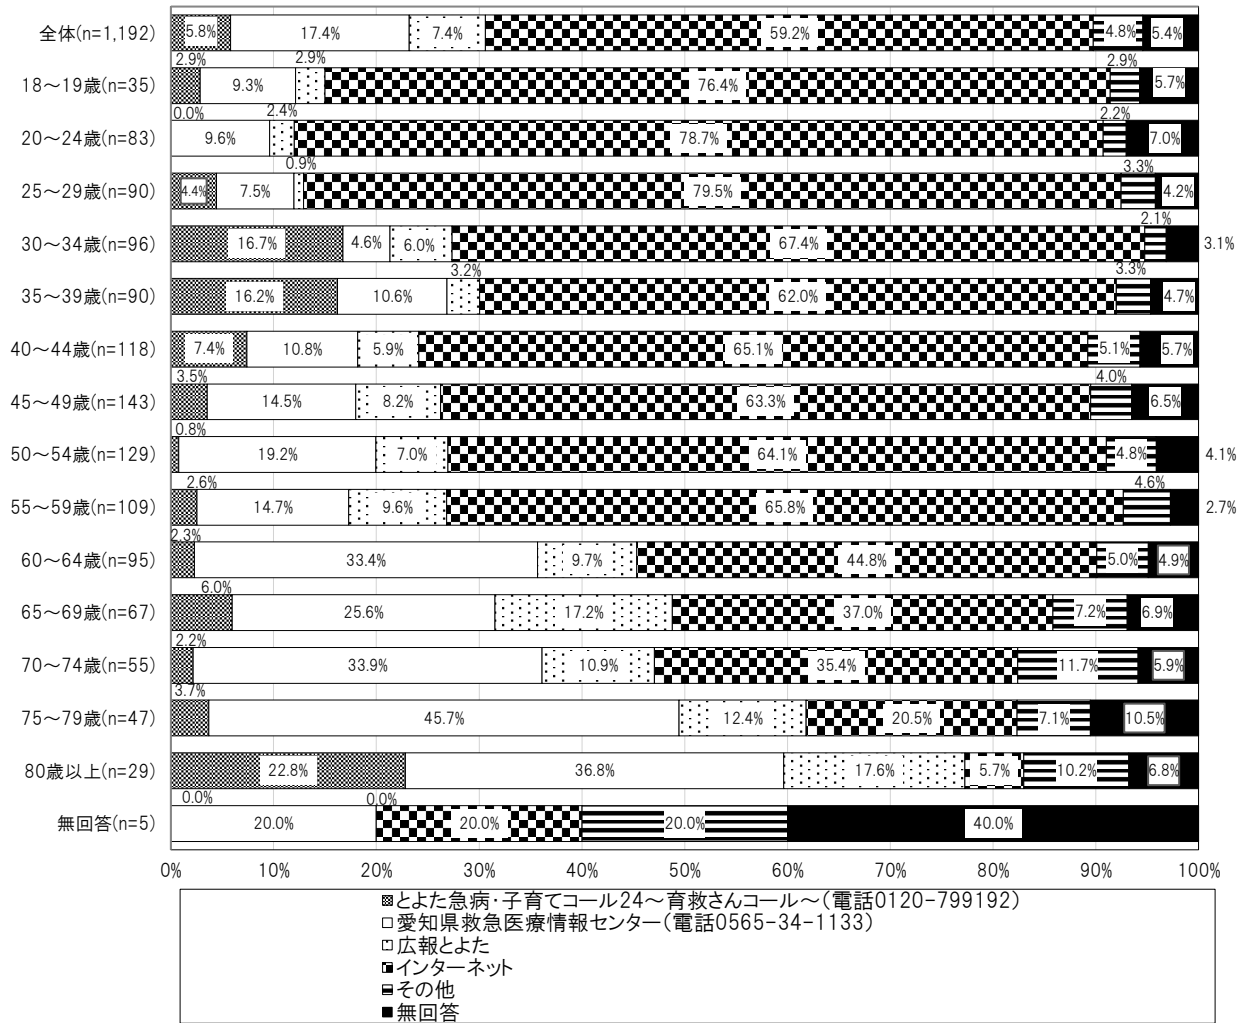 全体(n=1,192) 5.8% 17.4% 7.4% 59.2% 4.8% 5.4%
2.9% 2.9% 2.9%
18～19歳(n=35) 9.3% 76.4% 5.7%
0.0% 2.4% 2.2%
20～24歳(n=83) 9.6% 78.7% 7.0%
0.9% 3.3%
25～29歳(n=90) 4.4% 7.5% 79.5% 4.2%
2.1%
30～34歳(n=96) 16.7% 4.6% 6.0% 67.4% 3.1%
3.2% 3.3%
35～39歳(n=90) 16.2% 10.6% 62.0% 4.7%
40～44歳(n=118) 7.4% 10.8% 5.9% 65.1% 5.1% 5.7%
3.5% 4.0%
45～49歳(n=143) 14.5% 8.2% 63.3% 6.5%
0.8%
50～54歳(n=129) 19.2% 7.0% 64.1% 4.8% 4.1%
2.6% 4.6%
55～59歳(n=109) 14.7% 9.6% 65.8% 2.7%
2.3%
60～64歳(n=95) 33.4% 9.7% 44.8% 5.0% 4.9%
6.0%
65～69歳(n=67) 25.6% 17.2% 37.0% 7.2% 6.9%
2.2%
70～74歳(n=55) 33.9% 10.9% 35.4% 11.7% 5.9%
3.7%
75～79歳(n=47) 45.7% 12.4% 20.5% 7.1% 10.5%
80歳以上(n=29) 22.8% 36.8% 17.6% 5.7% 10.2% 6.8%
0.0% 0.0%
無回答(n=5) 20.0% 20.0% 20.0% 40.0%
0% 10% 20% 30% 40% 50% 60% 70% 80% 90% 100%
とよた急病・子育てコール24～育救さんコール～(電話0120-799192)
愛知県救急医療情報センター(電話0565-34-1133)
広報とよた
インターネット
その他
無回答